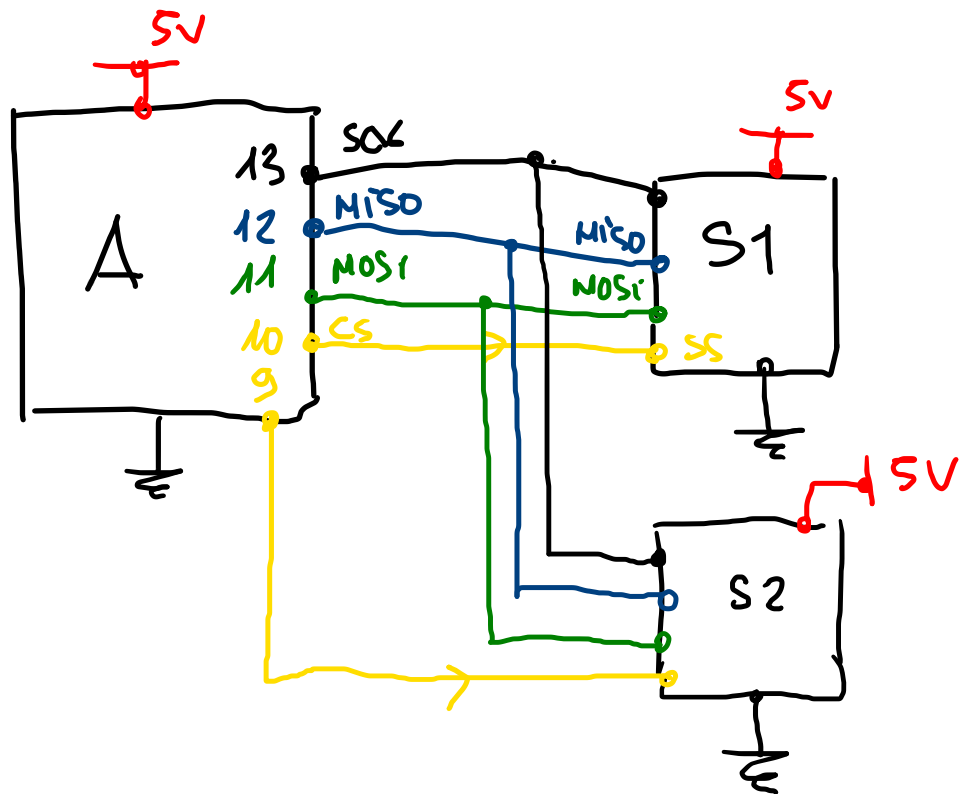 5V
5V
13 SCK
12 MISO MISO
11 MOSI MOSI
10 CS SS
9
A
S1
5V
S2